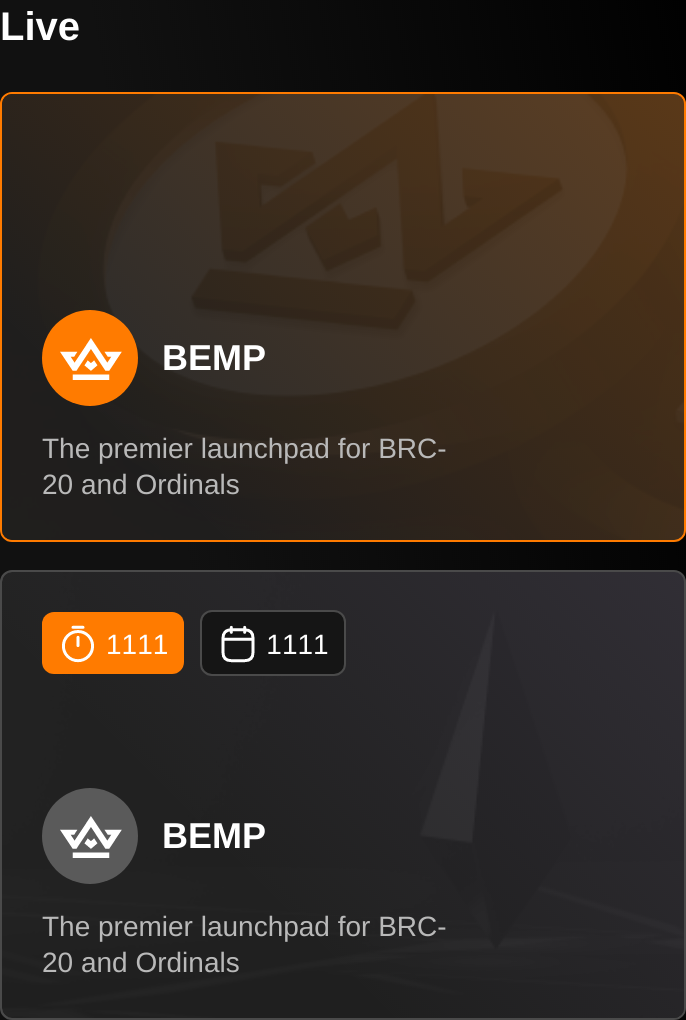 Live
BEMP
The premier launchpad for BRC-
20 and Ordinals
1111
1111
BEMP
The premier launchpad for BRC-
20 and Ordinals